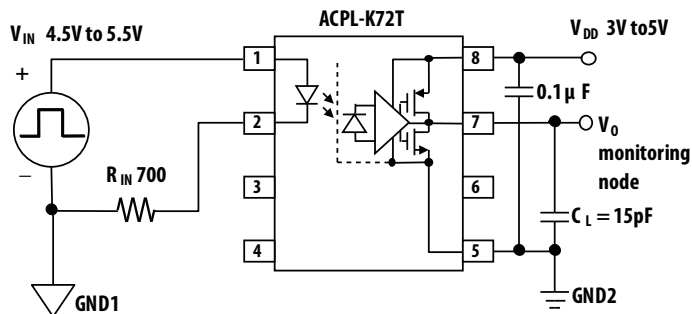 ACPL-K72T
V_IN 4.5V to 5.5V
V_DD 3V to5V
+
1
8
0.1µ F
2
7
V_O
monitoring
node
–
R_IN 700
3
6
C_L = 15pF
4
5
GND1
GND2